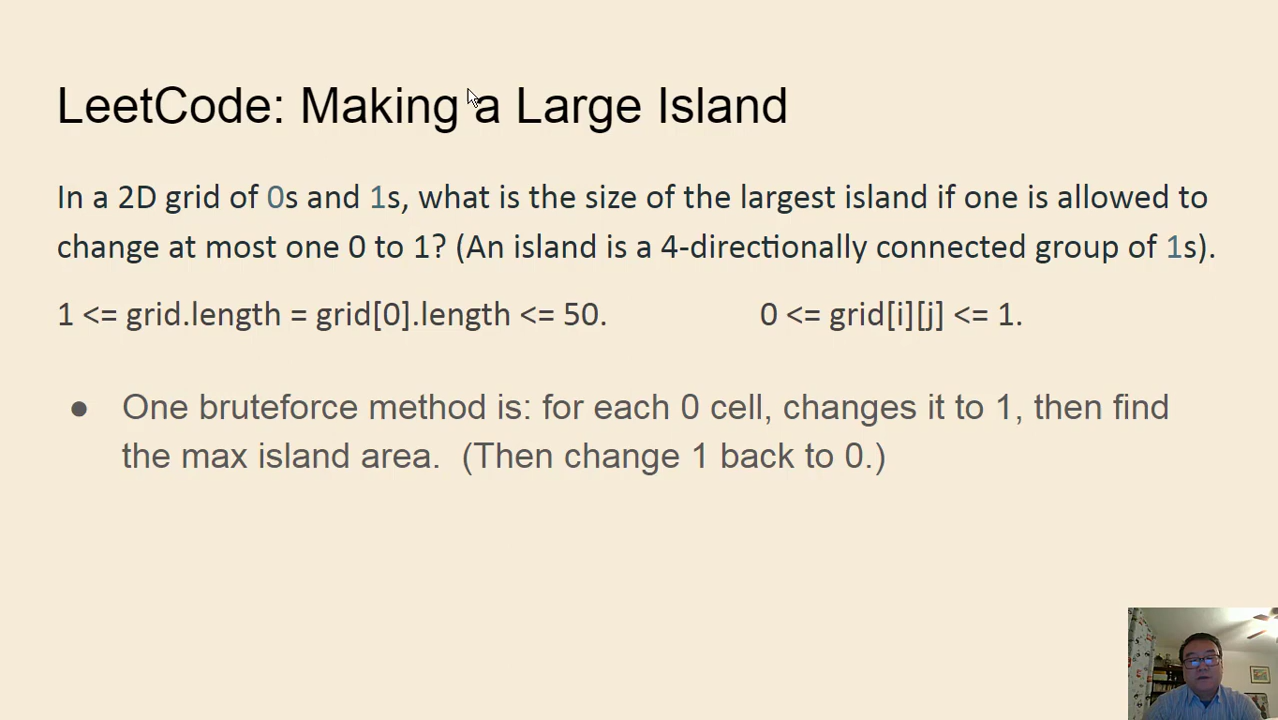 LeetCode: Making a Large Island
In a 2D grid of 0s and 1s, what is the size of the largest island if one is allowed to
change at most one 0 to 1? (An island is a 4-directionally connected group of 1s).
1 <= grid.length = grid[0].length <= 50. 0 <= grid[i][j] <= 1.
● One bruteforce method is: for each 0 cell, changes it to 1, then find
the max island area. (Then change 1 back to 0.)